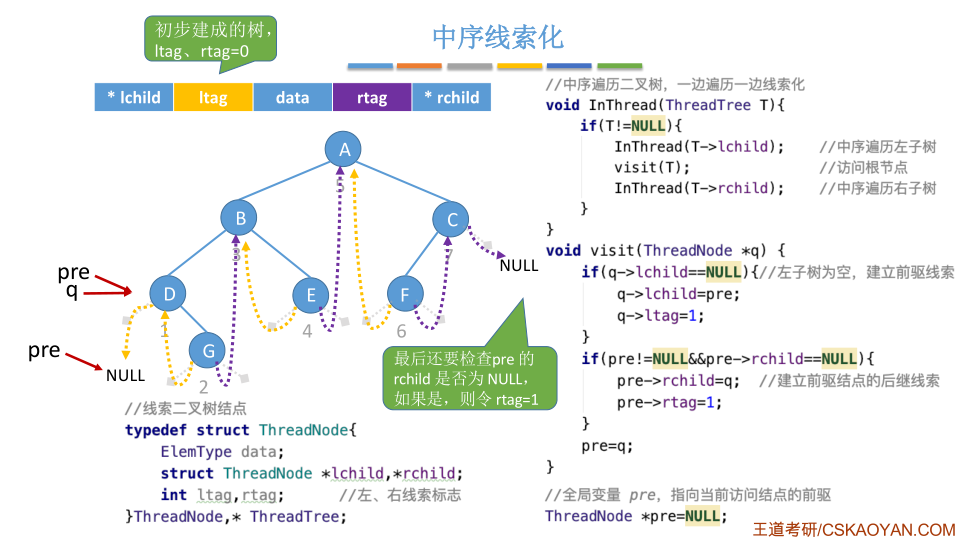 中序线索化
初步建成的树，
ltag、rtag=0
* lchild
ltag
data
rtag
* rchild
A
5
B
3
C
7
NULL
pre
q
D
1
E
4
F
6
G
2
pre
NULL
最后还要检查pre 的
rchild 是否为 NULL，
如果是，则令 rtag=1
//线索二叉树结点
typedef struct ThreadNode{
ElemType data;
struct ThreadNode *lchild,*rchild;
int ltag,rtag; //左、右线索标志
}ThreadNode,* ThreadTree;
//中序遍历二叉树，一边遍历一边线索化
void InThread(ThreadTree T){
if(T!=NULL){
InThread(T->lchild); //中序遍历左子树
visit(T); //访问根节点
InThread(T->rchild); //中序遍历右子树
}
}
void visit(ThreadNode *q) {
if(q->lchild==NULL){//左子树为空，建立前驱线索
q->lchild=pre;
q->ltag=1;
}
if(pre!=NULL&&pre->rchild==NULL){
pre->rchild=q; //建立前驱结点的后继线索
pre->rtag=1;
}
pre=q;
}
//全局变量 pre，指向当前访问结点的前驱
ThreadNode *pre=NULL;
王道考研/CSKAOYAN.COM